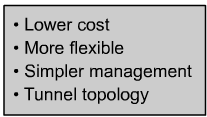 • Lower cost
• More flexible
• Simpler management
• Tunnel topology